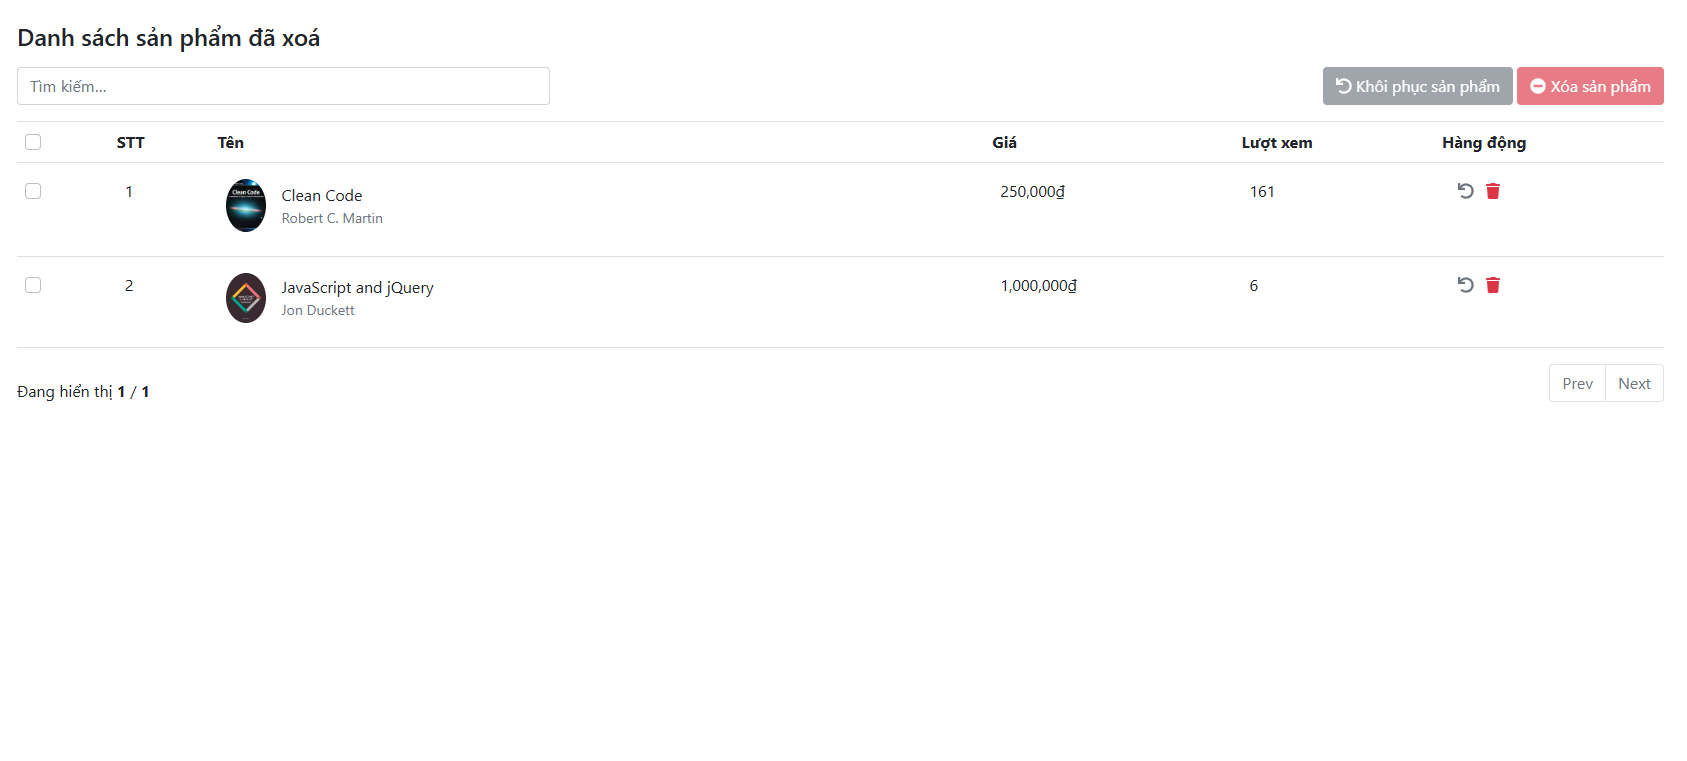 Danh sách sản phẩm đã xoá
Tìm kiếm...
Khôi phục sản phẩm
Xóa sản phẩm
STT Tên Giá Lượt xem Hàng động
1 Clean Code 250,000₫ 161
Robert C. Martin
2 JavaScript and jQuery 1,000,000₫ 6
Jon Duckett
Đang hiển thị 1 / 1
Prev Next